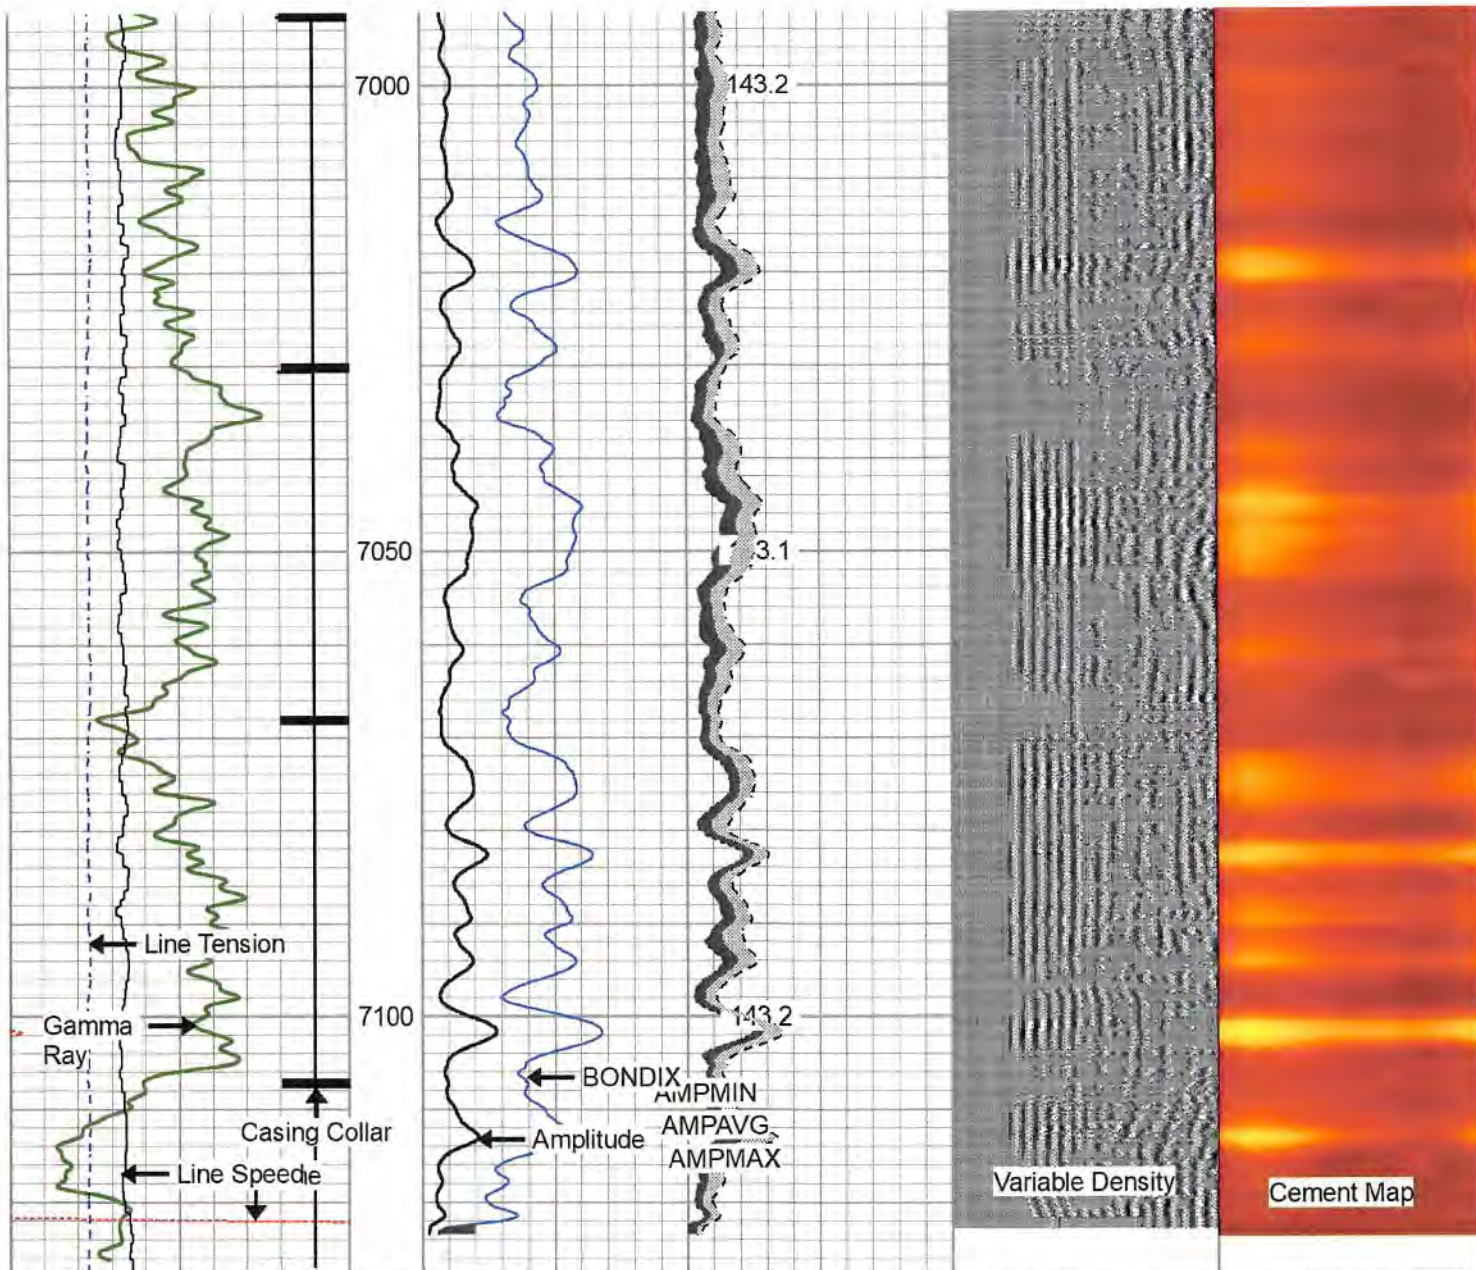 7000
143.2
7050
3.1
Line Tension
Gamma
Ray
7100
143.2
BONDIX
AMPMIN
Casing Collar
Amplitude
AMPAVG
AMPMAX
Line Speed
Variable Density
Cement Map